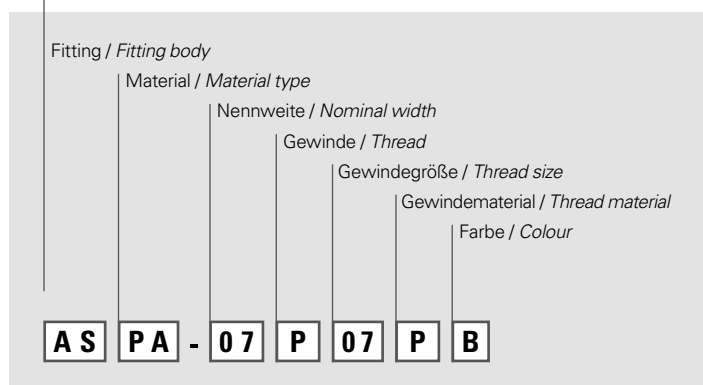 Fitting / Fitting body
Material / Material type
Nennweite / Nominal width
Gewinde / Thread
Gewindegröße / Thread size
Gewindematerial / Thread material
Farbe / Colour
AS PA - 07 P 07 P B